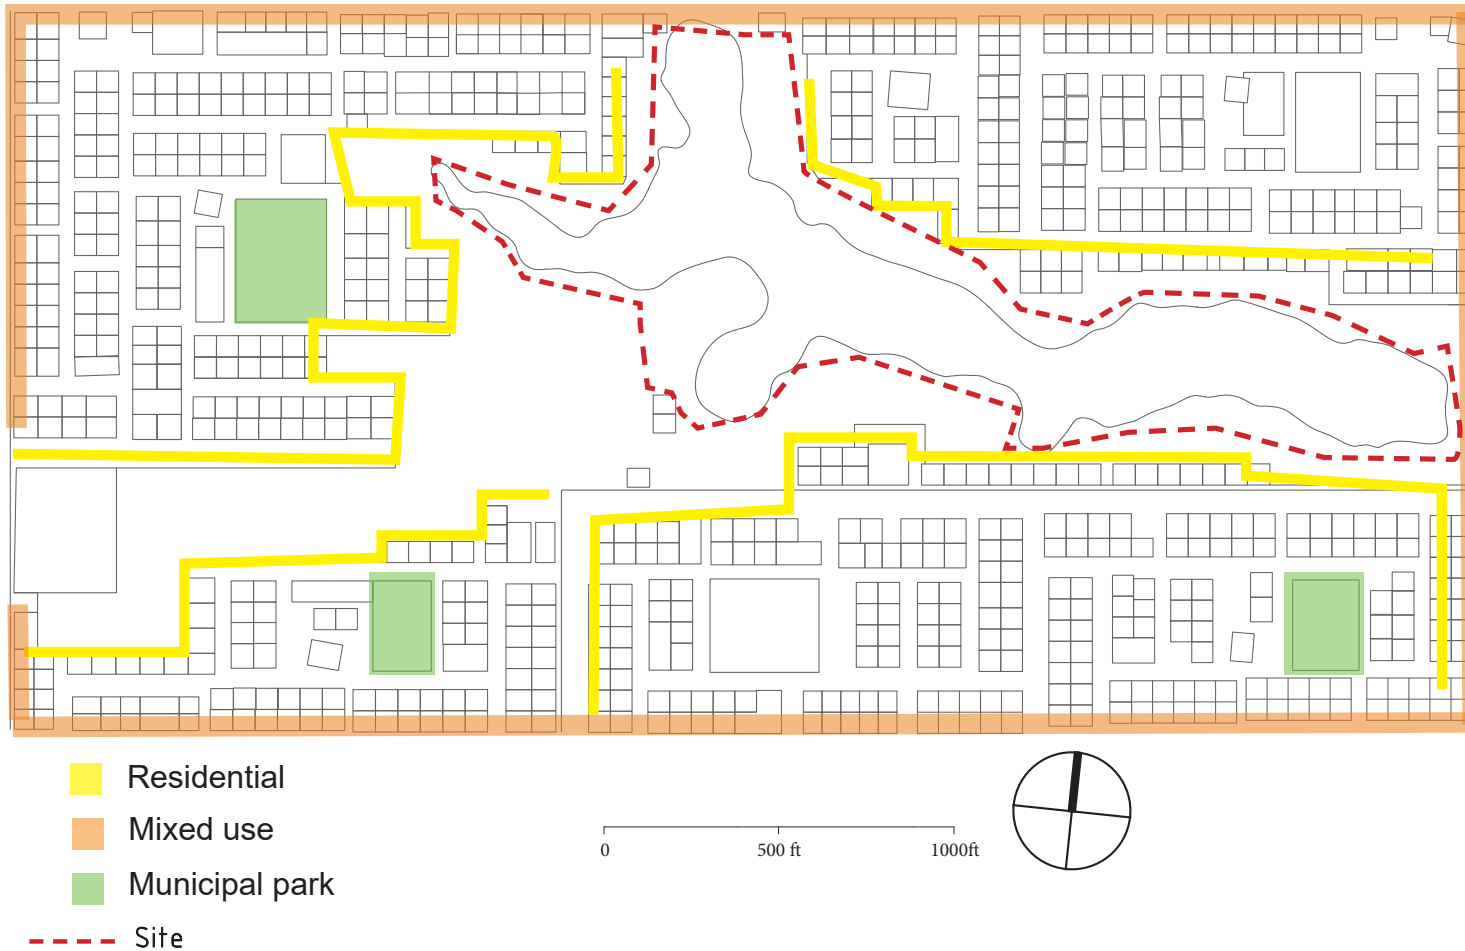 Residential
Mixed use
0 500 ft 1000ft
Municipal park
Site